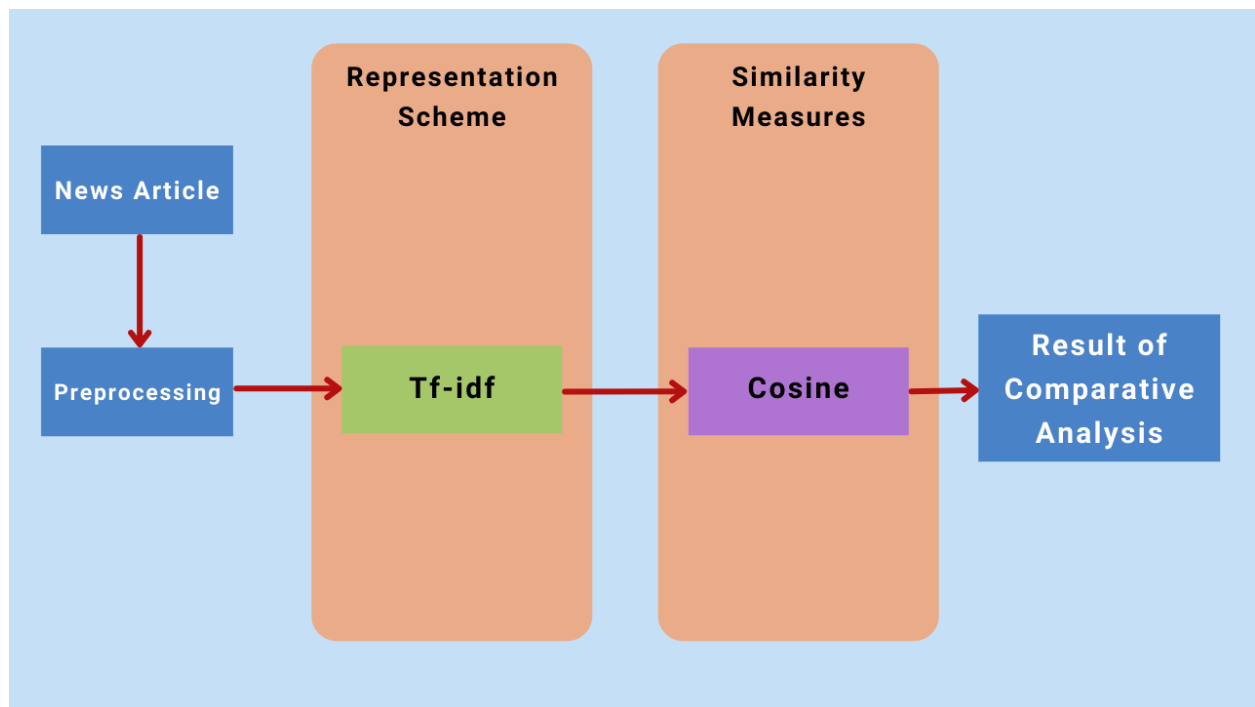 Representation
Scheme
Similarity
Measures
News Article
Preprocessing
Tf-idf
Cosine
Result of
Comparative
Analysis